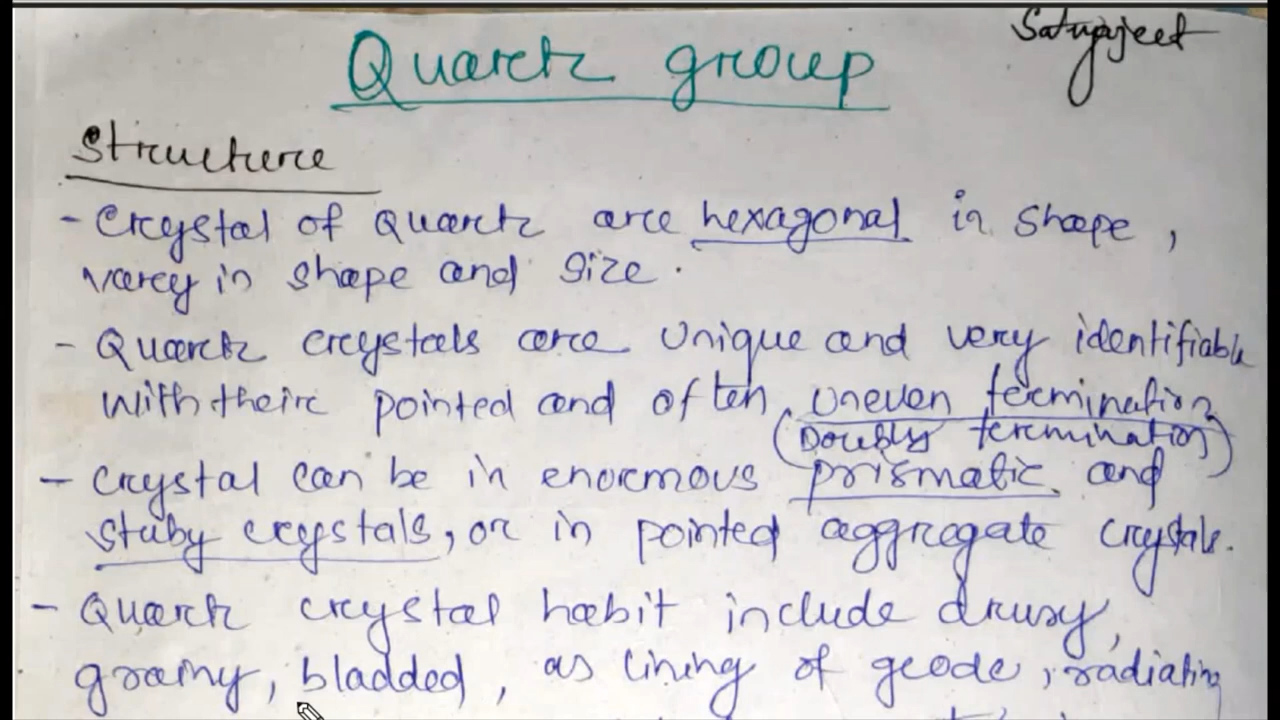 Satyajeet
Quartz group
Structure
- Crystal of Quartz are hexagonal in shape,
varey in shape and size.
- Quartz crystals are unique and very identifiable
with their pointed and often uneven termination
(Doubly termination)
- Crystal can be in enormous prismatic and
stuby crystals, or in pointed aggregate crystals.
- Quartz crystal habit include drusy,
grainy, bladded, as lining of geode, radiating